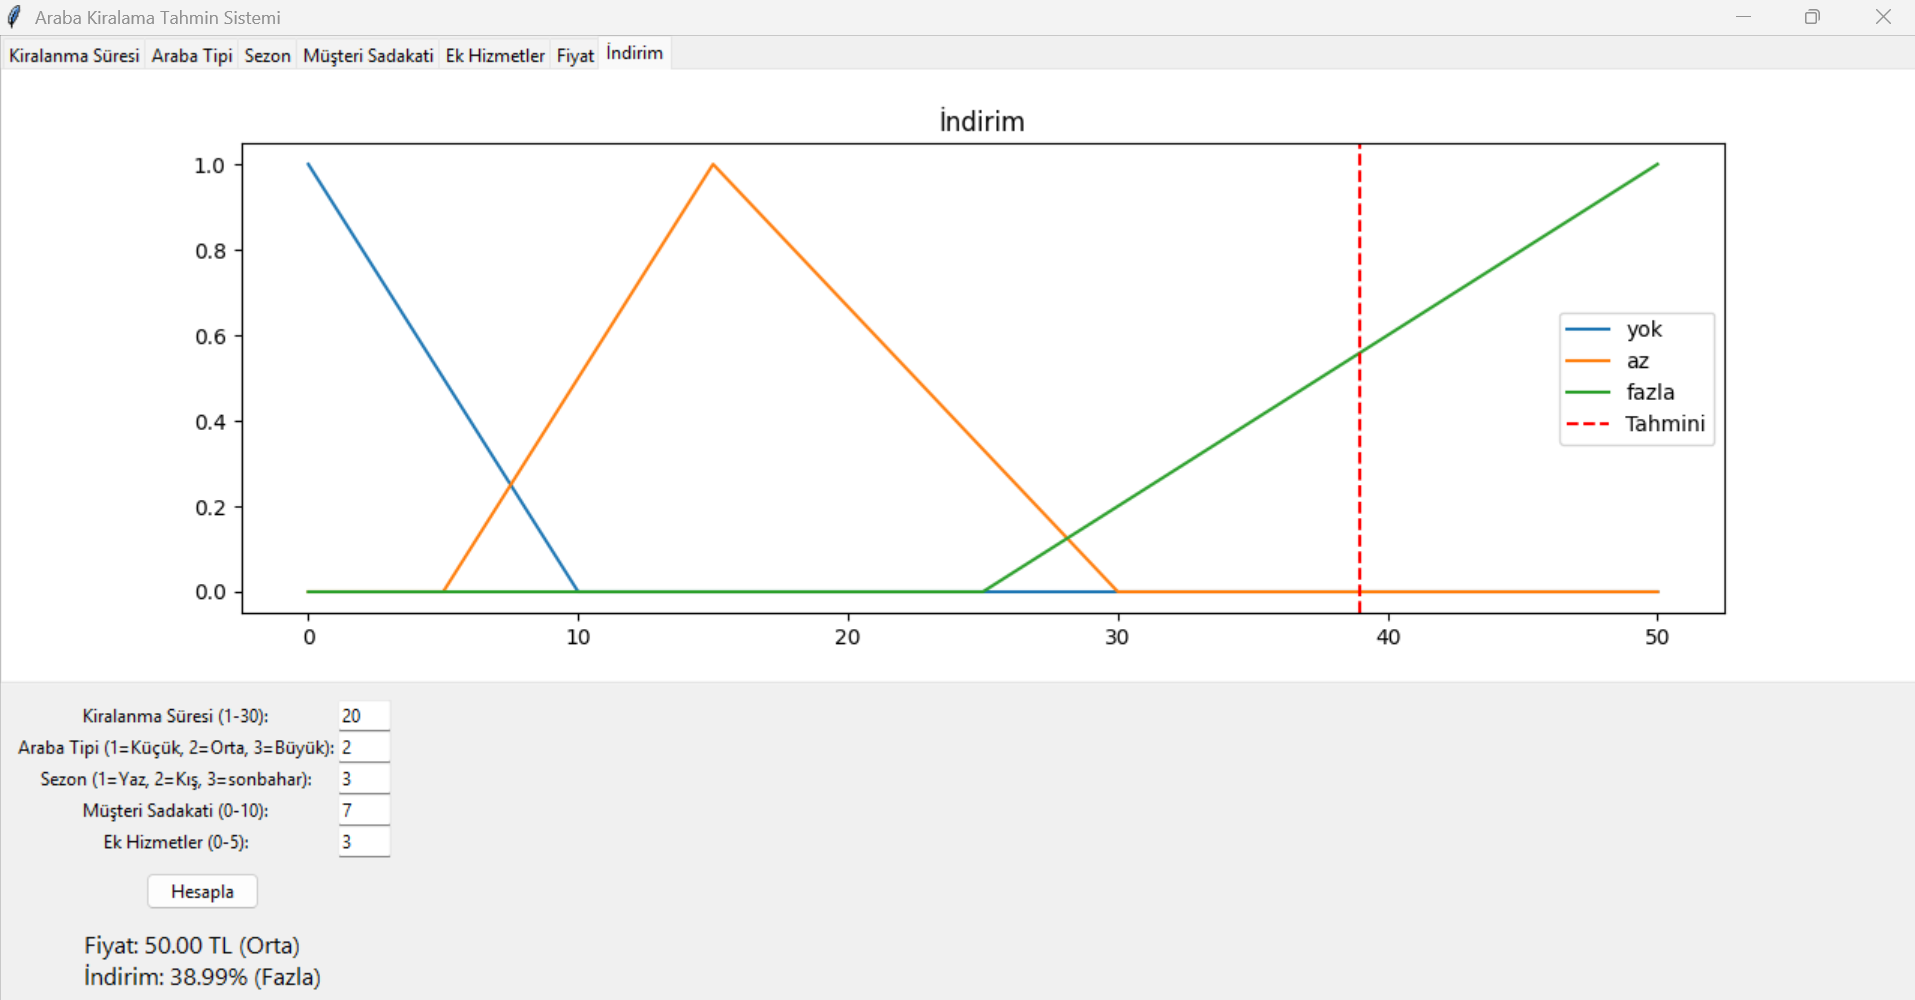 Araba Kiralama Tahmin Sistemi
Kiralanma Süresi Araba Tipi Sezon Müşteri Sadakati Ek Hizmetler Fiyat İndirim
İndirim
1.0
0.8
0.6
0.4
0.2
0.0
0 10 20 30 40 50
yok
az
fazla
Tahmini
Kiralanma Süresi (1-30): 20
Araba Tipi (1=Küçük, 2=Orta, 3=Büyük): 2
Sezon (1=Yaz, 2=Kış, 3=sonbahar): 3
Müşteri Sadakati (0-10): 7
Ek Hizmetler (0-5): 3
Hesapla
Fiyat: 50.00 TL (Orta)
İndirim: 38.99% (Fazla)